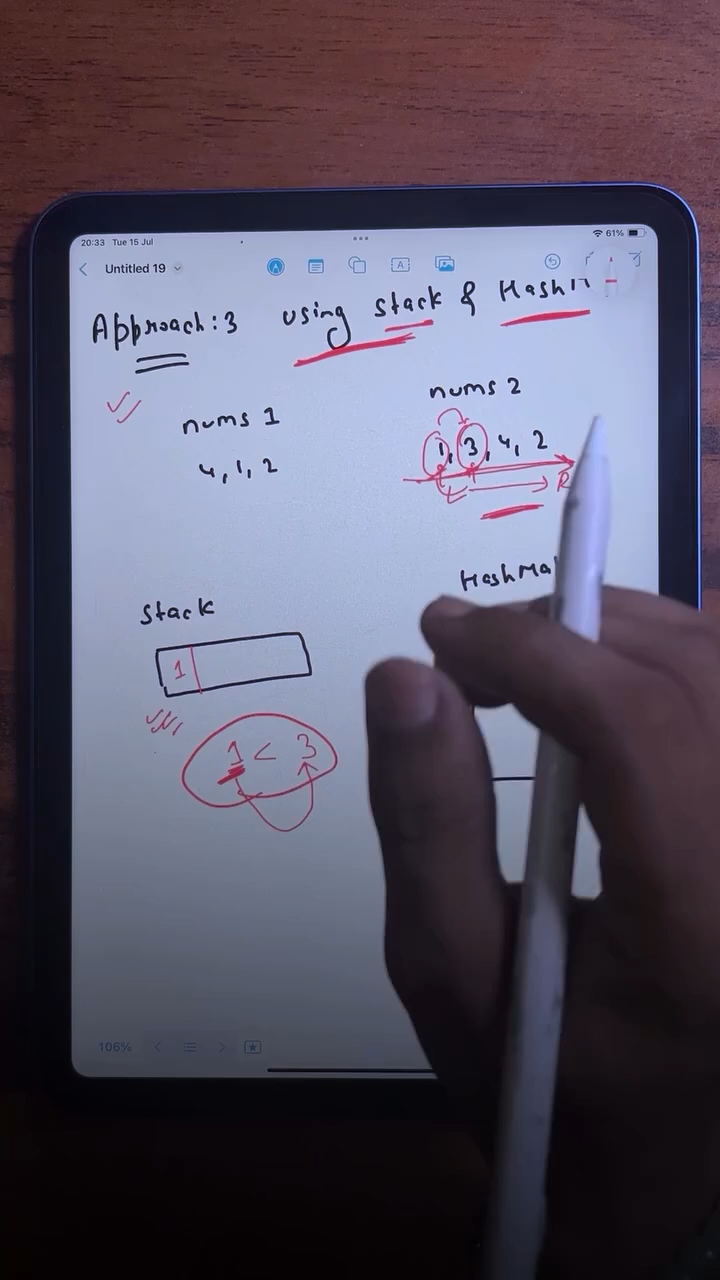 20:33 Tue 15 Jul
61%
Untitled 19
A
Approach:3 using stack &
nums 1
nums 2
4, 1, 2
1, 3, 4, 2
R
Stack
1
1 < 3
106%